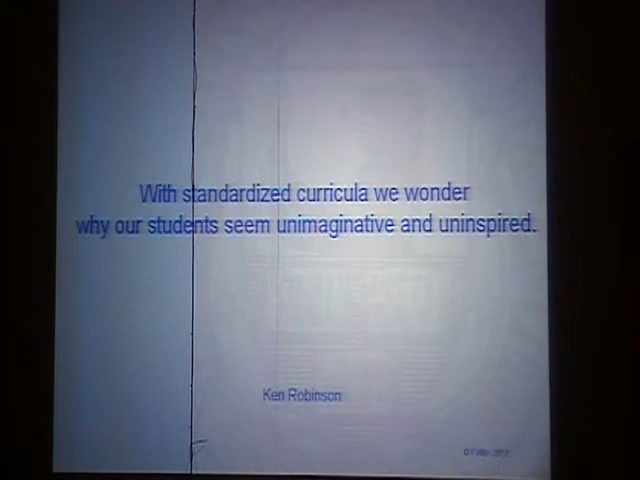 With standardized curricula we wonder
why our students seem unimaginative and uninspired.
Ken Robinson